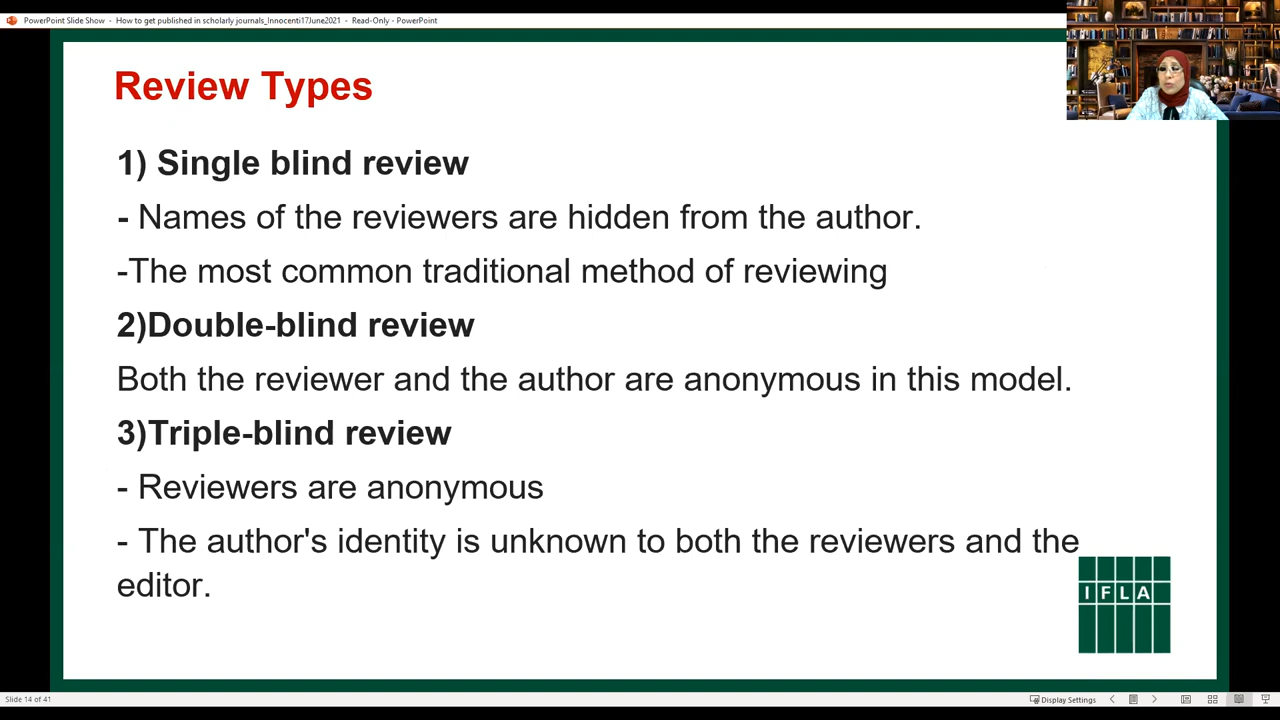 PowerPoint Slide Show - How to get published in scholarly journals_Innocenti17June2021 - Read-Only - PowerPoint
Review Types
1) Single blind review
- Names of the reviewers are hidden from the author.
-The most common traditional method of reviewing
2)Double-blind review
Both the reviewer and the author are anonymous in this model.
3)Triple-blind review
- Reviewers are anonymous
- The author's identity is unknown to both the reviewers and the
editor.
IFLA
Slide 14 of 41
Display Settings